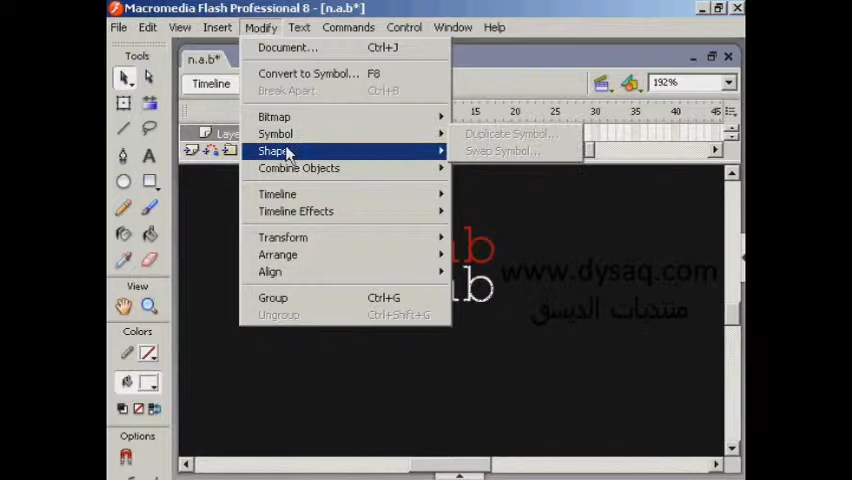 Macromedia Flash Professional 8 - [n.a.b*]
File Edit View Insert Modify Text Commands Control Window Help
Tools
n.a.b*
Timeline
192%
15 20 25 30 35 40 45
Document... Ctrl+J
Convert to Symbol... F8
Break Apart Ctrl+B
Bitmap
Symbol
Shape
Combine Objects
Timeline
Timeline Effects
Transform
Arrange
Align
Group Ctrl+G
Ungroup Ctrl+Shift+G
Duplicate Symbol...
Swap Symbol...
Laye
ab
ab
www.dysaq.com
منتديات الديسق
View
Colors
Options